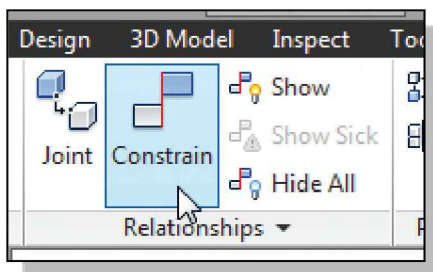 Design 3D Model Inspect
Joint Constrain Show
Show Sick
Hide All
Relationships